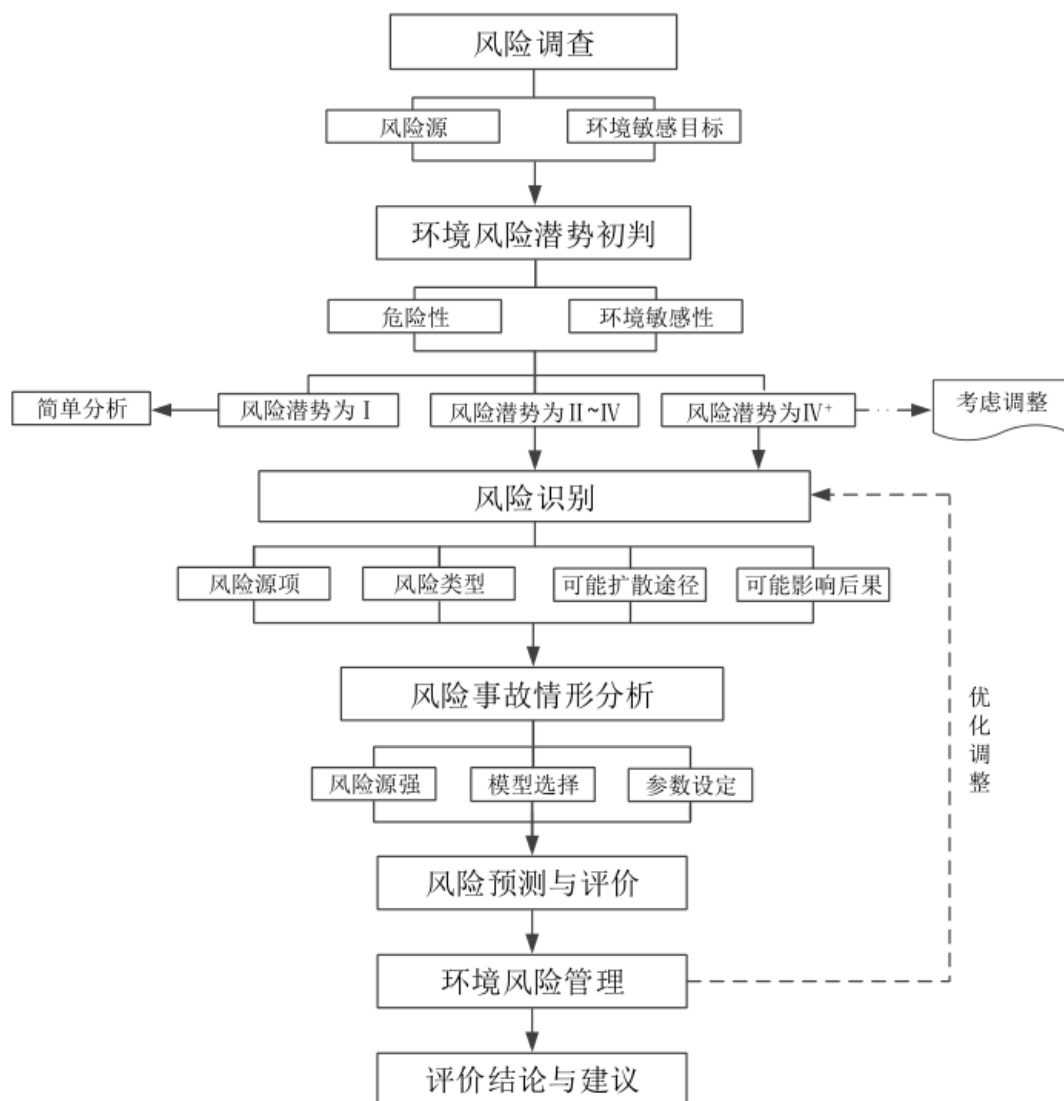 风险调查
风险源
环境敏感目标
环境风险潜势初判
危险性
环境敏感性
简单分析
风险潜势为Ⅰ
风险潜势为Ⅱ~Ⅳ
风险潜势为Ⅳ⁺
考虑调整
风险识别
风险源项
风险类型
可能扩散途径
可能影响后果
风险事故情形分析
优化调整
风险源强
模型选择
参数设定
风险预测与评价
环境风险管理
评价结论与建议